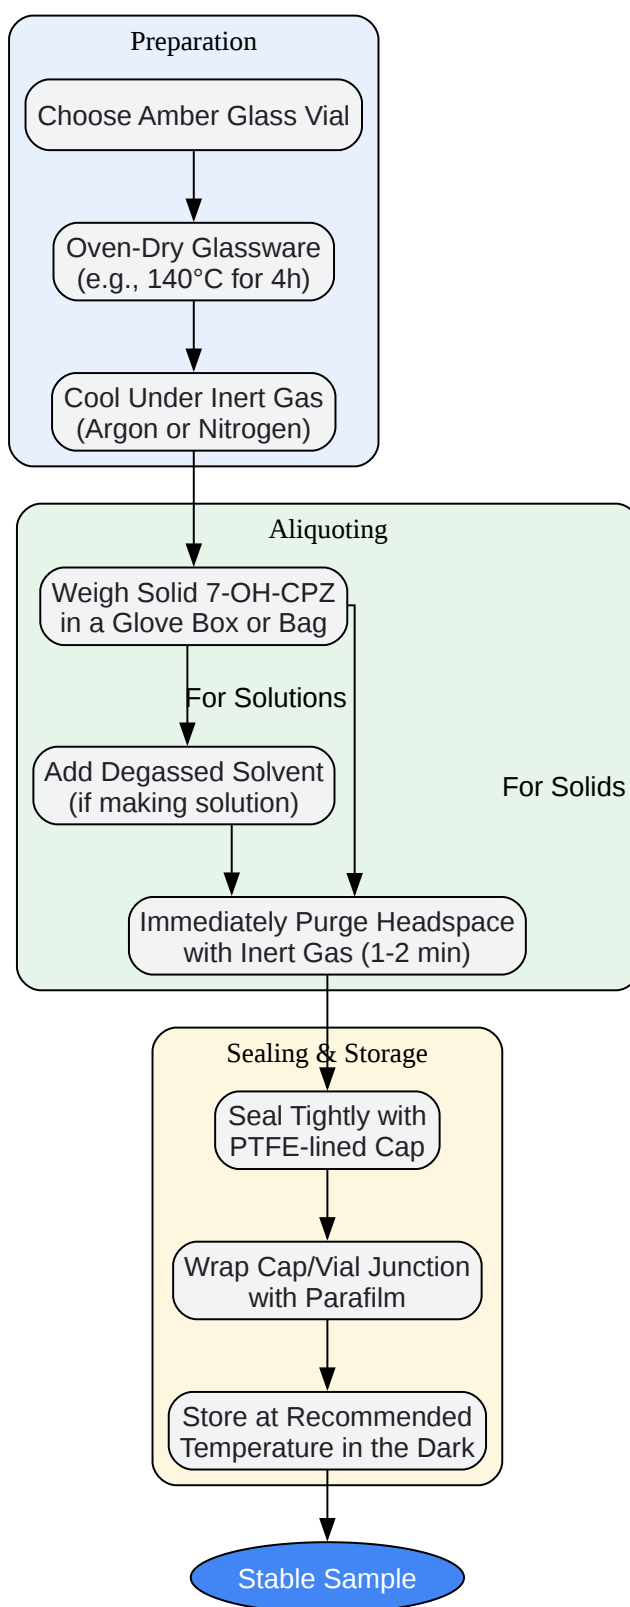 Preparation
Choose Amber Glass Vial
Oven-Dry Glassware
(e.g., 140°C for 4h)
Cool Under Inert Gas
(Argon or Nitrogen)
Aliquoting
Weigh Solid 7-OH-CPZ
in a Glove Box or Bag
For Solutions
Add Degassed Solvent
(if making solution)
For Solids
Immediately Purge Headspace
with Inert Gas (1-2 min)
Sealing & Storage
Seal Tightly with
PTFE-lined Cap
Wrap Cap/Vial Junction
with Parafilm
Store at Recommended
Temperature in the Dark
Stable Sample